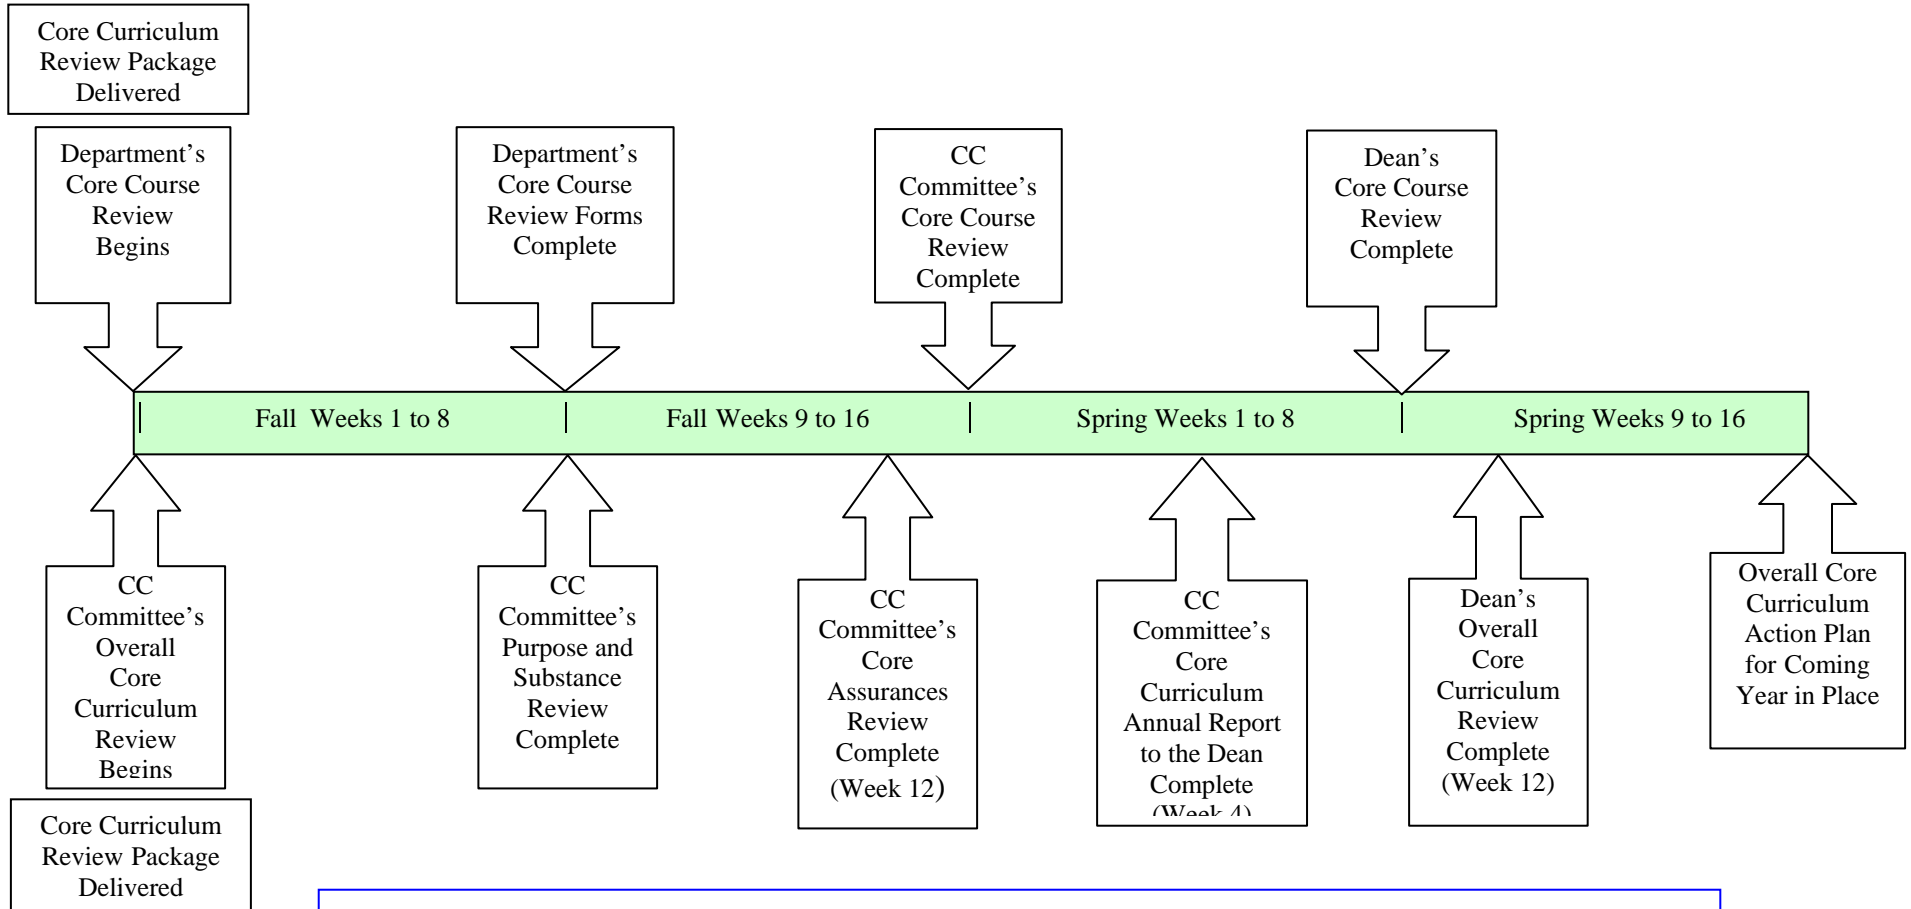 Core Curriculum
Review Package
Delivered
Department’s
Core Course
Review
Begins
Department’s
Core Course
Review Forms
Complete
CC
Committee’s
Core Course
Review
Complete
Dean’s
Core Course
Review
Complete
Fall Weeks 1 to 8
Fall Weeks 9 to 16
Spring Weeks 1 to 8
Spring Weeks 9 to 16
CC
Committee’s
Overall
Core
Curriculum
Review
Begins
CC
Committee’s
Purpose and
Substance
Review
Complete
CC
Committee’s
Core
Assurances
Review
Complete
(Week 12)
CC
Committee’s
Core
Curriculum
Annual Report
to the Dean
Complete
(Week 4)
Dean’s
Overall
Core
Curriculum
Review
Complete
(Week 12)
Overall Core
Curriculum
Action Plan
for Coming
Year in Place
Core Curriculum
Review Package
Delivered